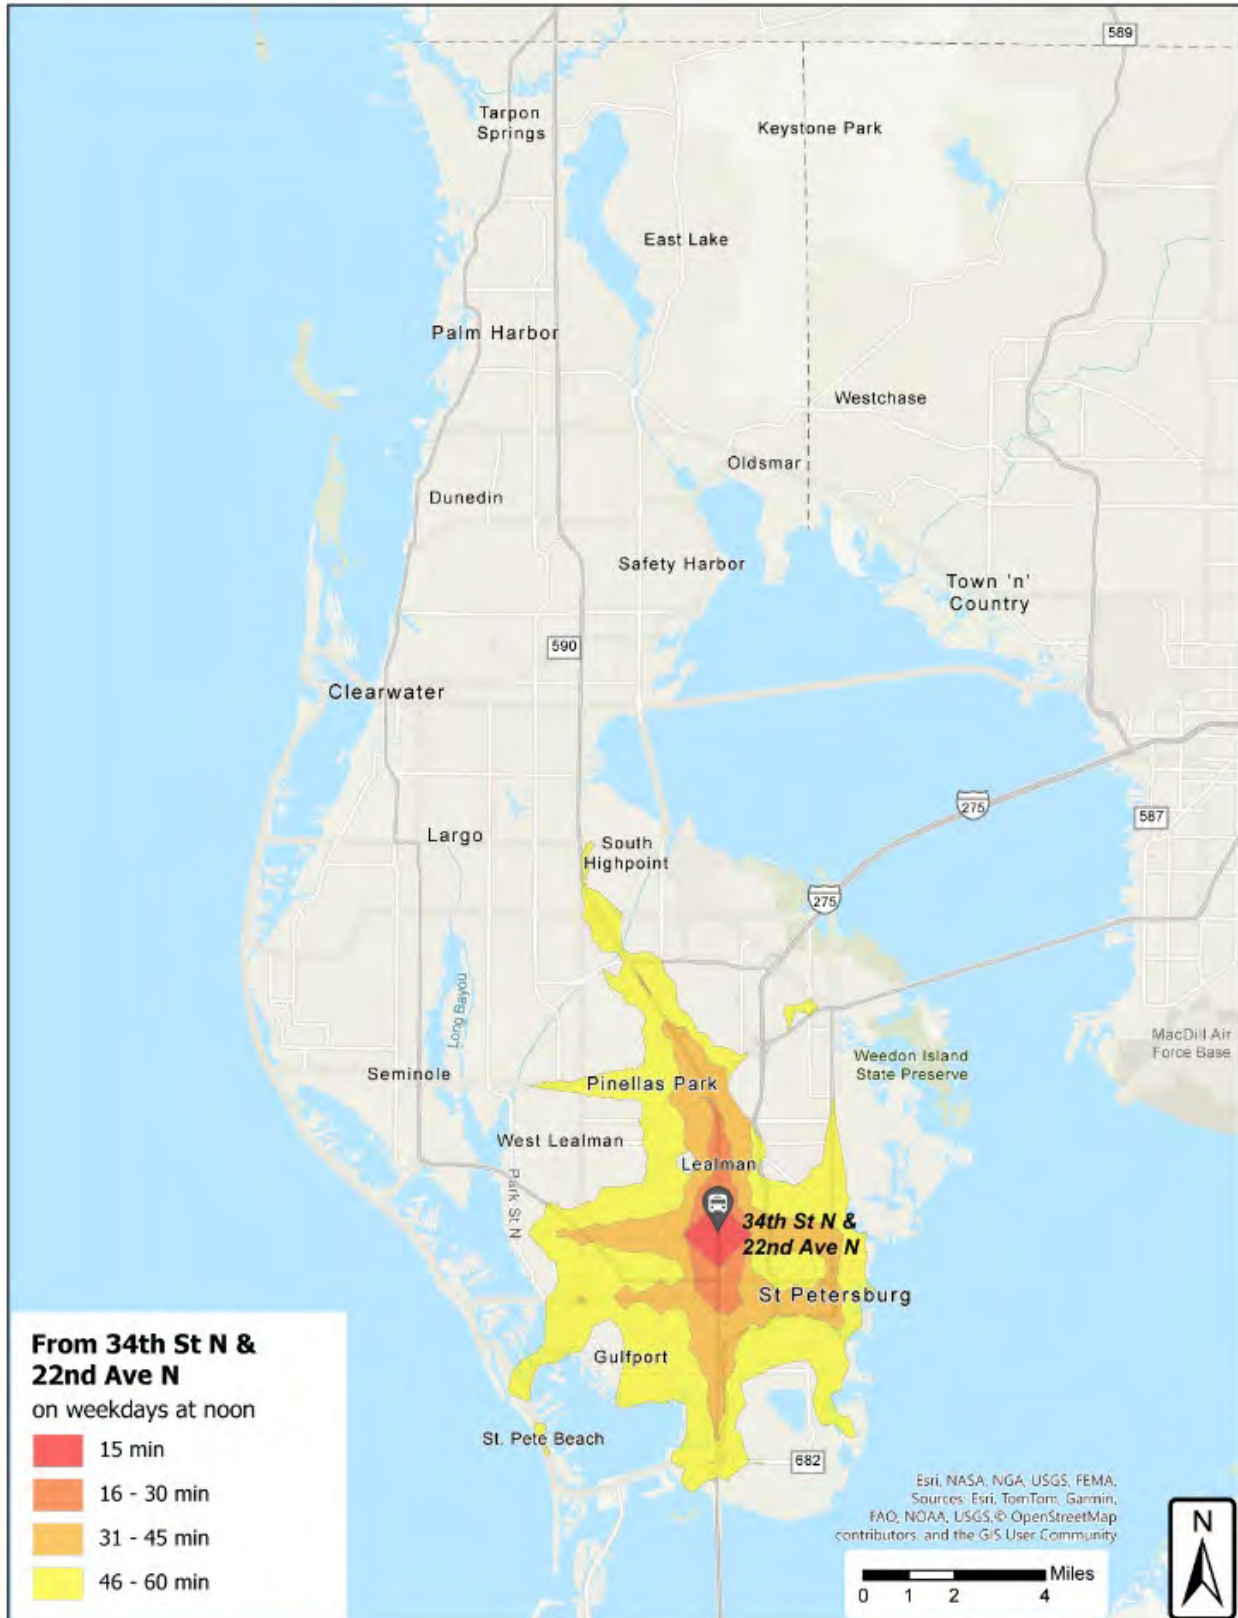 589
Tarpon
Springs
Keystone Park
East Lake
Palm Harbor
Westchase
Oldsmar
Dunedin
Safety Harbor
Town 'n'
Country
590
Clearwater
275
587
Largo
South
Highpoint
275
Long Bayou
MacDill Air
Force Base
Weedon Island
State Preserve
Seminole
Pinellas Park
West Lealman
Lealman
Park St N
34th St N &
22nd Ave N
St Petersburg
Gulfport
St. Pete Beach
682
From 34th St N &
22nd Ave N
on weekdays at noon
15 min
16 - 30 min
31 - 45 min
46 - 60 min
Esri, NASA, NGA, USGS, FEMA,
Sources: Esri, TomTom, Garmin,
FAO, NOAA, USGS,© OpenStreetMap
contributors, and the GIS User Community
Miles
0 1 2 4
N